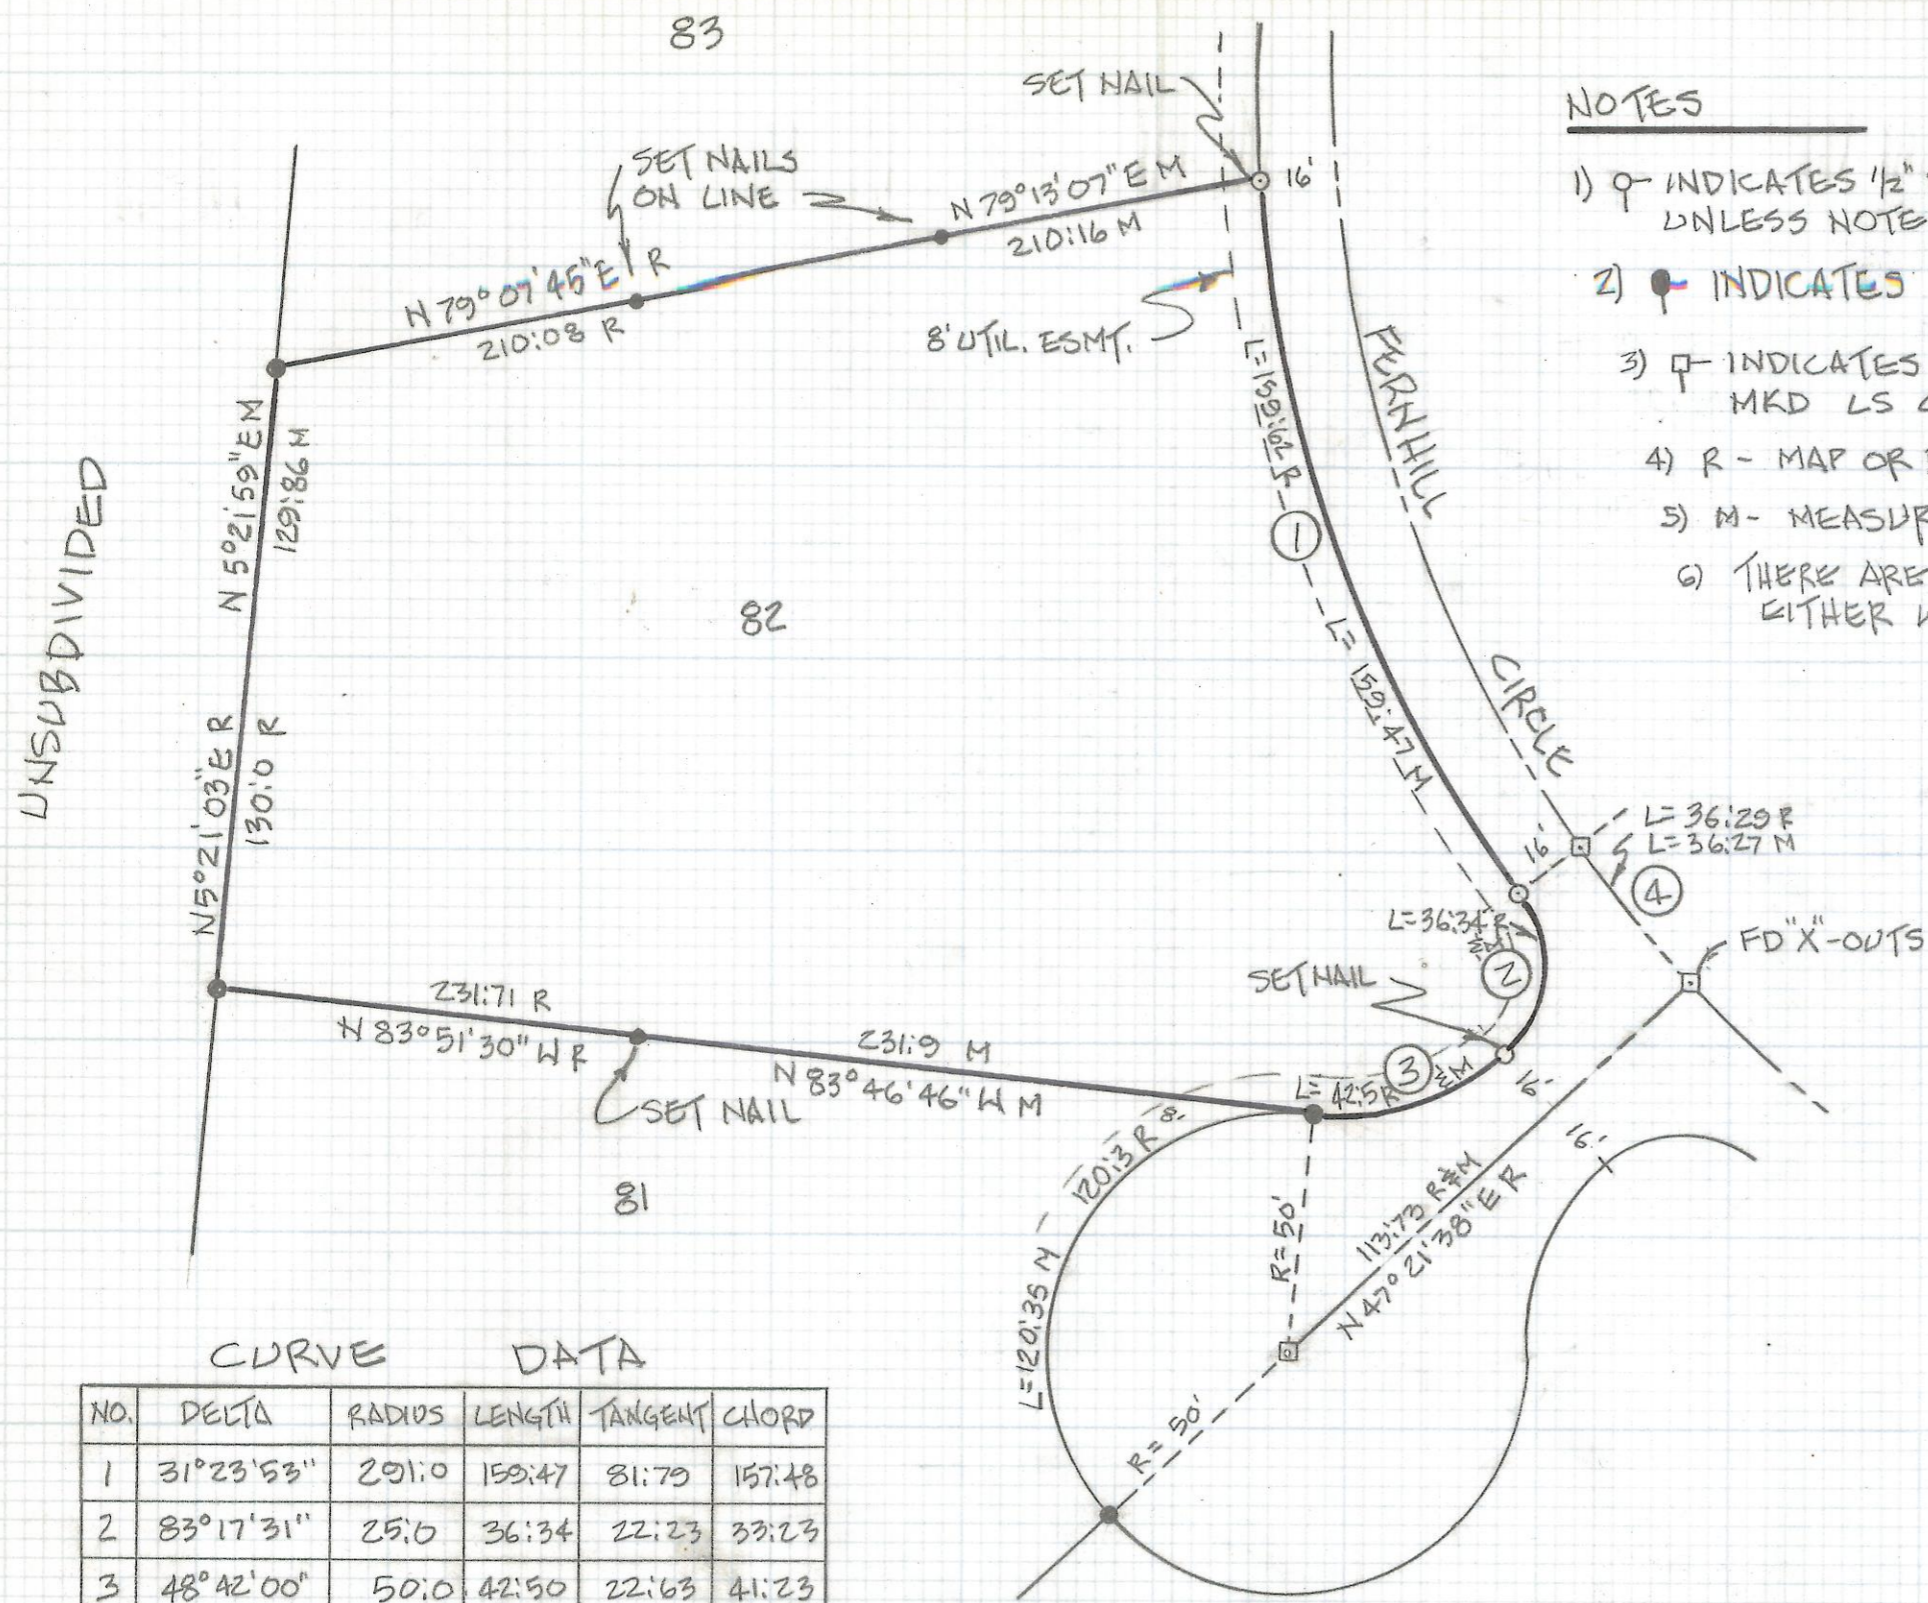 83
SET NAIL
NOTES
SET NAILS
ON LINE
N 79°13'07" E M
210.16 M
16'
1) INDICATES 1/2"
UNLESS NOTE
N 79°07'45" E R
210.08 R
2) INDICATES
8' UTIL. ESMT.
3) INDICATES
MKD LS
4) R - MAP OR
5) M - MEASUR
6) THERE ARE
EITHER
FERNHILL
CIRCLE
L=159.62 R
1
L= 159.47 M
N 5°21'59" E M
129.86 M
UNSUBDIVIDED
82
N 5°21'03" E R
130.0 R
16'
L= 36.29 R
L= 36.27 M
4
L=36.34 R
& M
2
FD "X"-OUTS
SET NAIL
231.71 R
N 83°51'30" W R
SET NAIL
231.9 M
N 83°46'46" W M
3
L= 42.5 R & M
16'
8'
16'
120.3 R
L=120.35 M
81
R=50'
113.73 R & M
N 47°21'38" E R
R= 50'
CURVE DATA
NO. DELTA RADIUS LENGTH TANGENT CHORD
1 31°23'53" 291.0 159.47 81.79 157.48
2 83°17'31" 25.0 36.34 22.23 33.23
3 48°42'00" 50.0 42.50 22.63 41.23